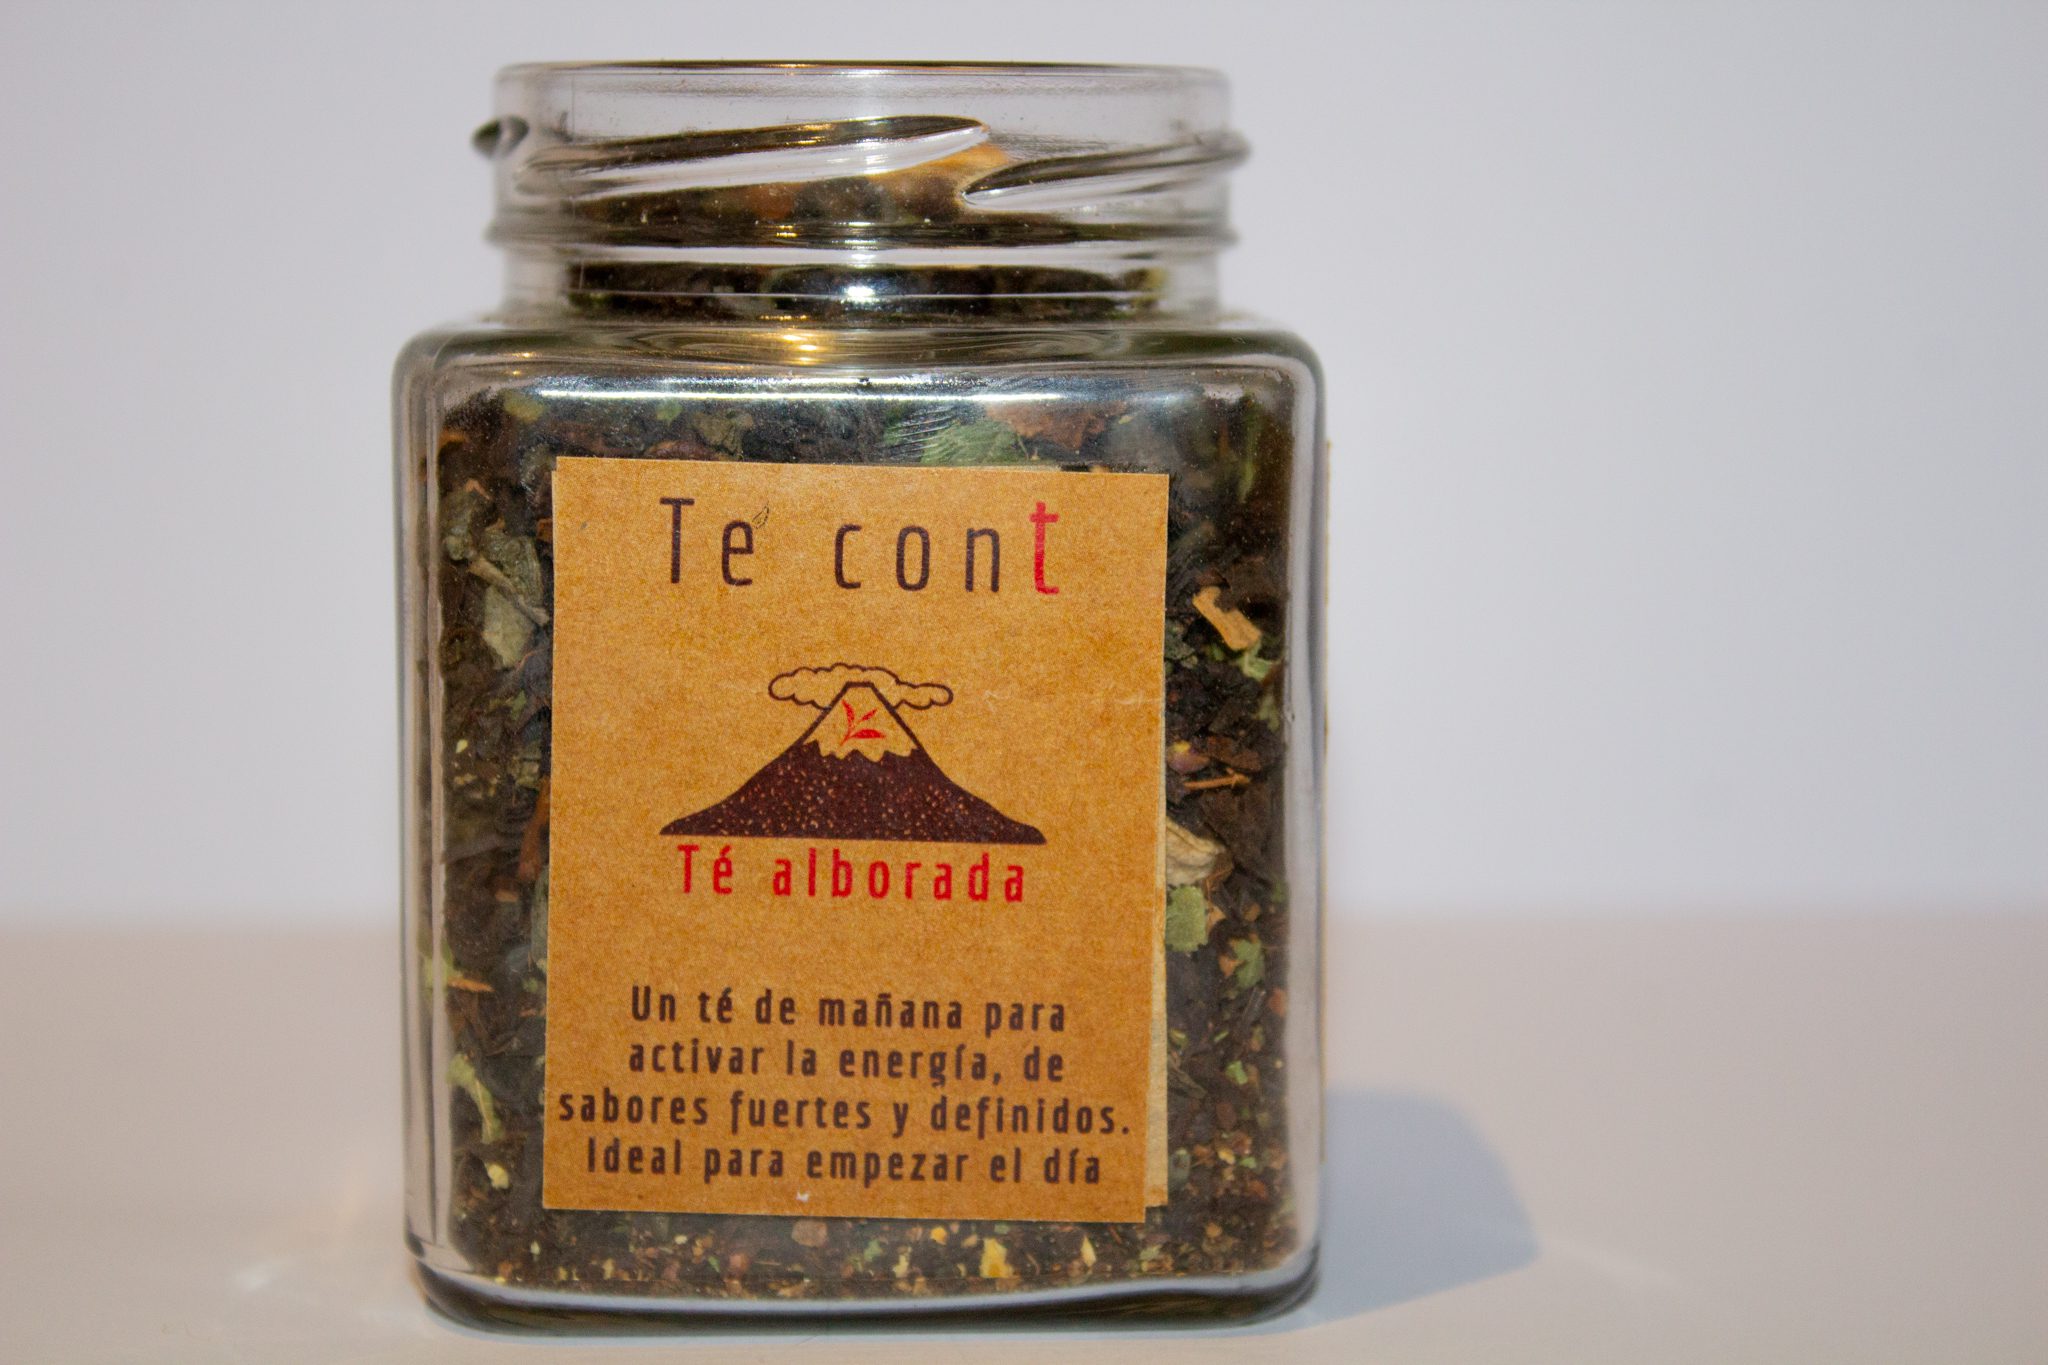 Té cont
Té alborada
Un té de mañana para
activar la energía, de
sabores fuertes y definidos.
Ideal para empezar el día